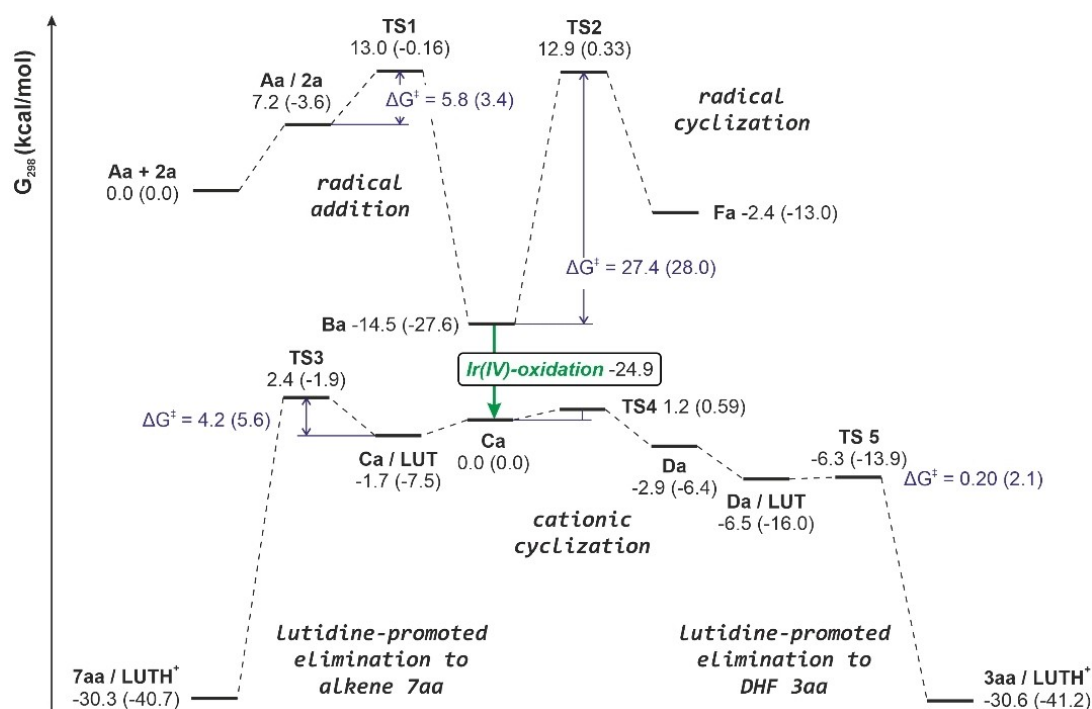 G298 (kcal/mol)
TS1
13.0 (-0.16)
TS2
12.9 (0.33)
Aa / 2a
7.2 (-3.6)
ΔG‡ = 5.8 (3.4)
radical
cyclization
Aa + 2a
0.0 (0.0)
radical
addition
Fa -2.4 (-13.0)
ΔG‡ = 27.4 (28.0)
Ba -14.5 (-27.6)
TS3
2.4 (-1.9)
Ir(IV)-oxidation -24.9
TS4 1.2 (0.59)
ΔG‡ = 4.2 (5.6)
Ca / LUT
-1.7 (-7.5)
Ca
0.0 (0.0)
Da
-2.9 (-6.4)
TS 5
-6.3 (-13.9)
ΔG‡ = 0.20 (2.1)
Da / LUT
-6.5 (-16.0)
cationic
cyclization
lutidine-promoted
elimination to
alkene 7aa
lutidine-promoted
elimination to
DHF 3aa
7aa / LUTH+
-30.3 (-40.7)
3aa / LUTH+
-30.6 (-41.2)